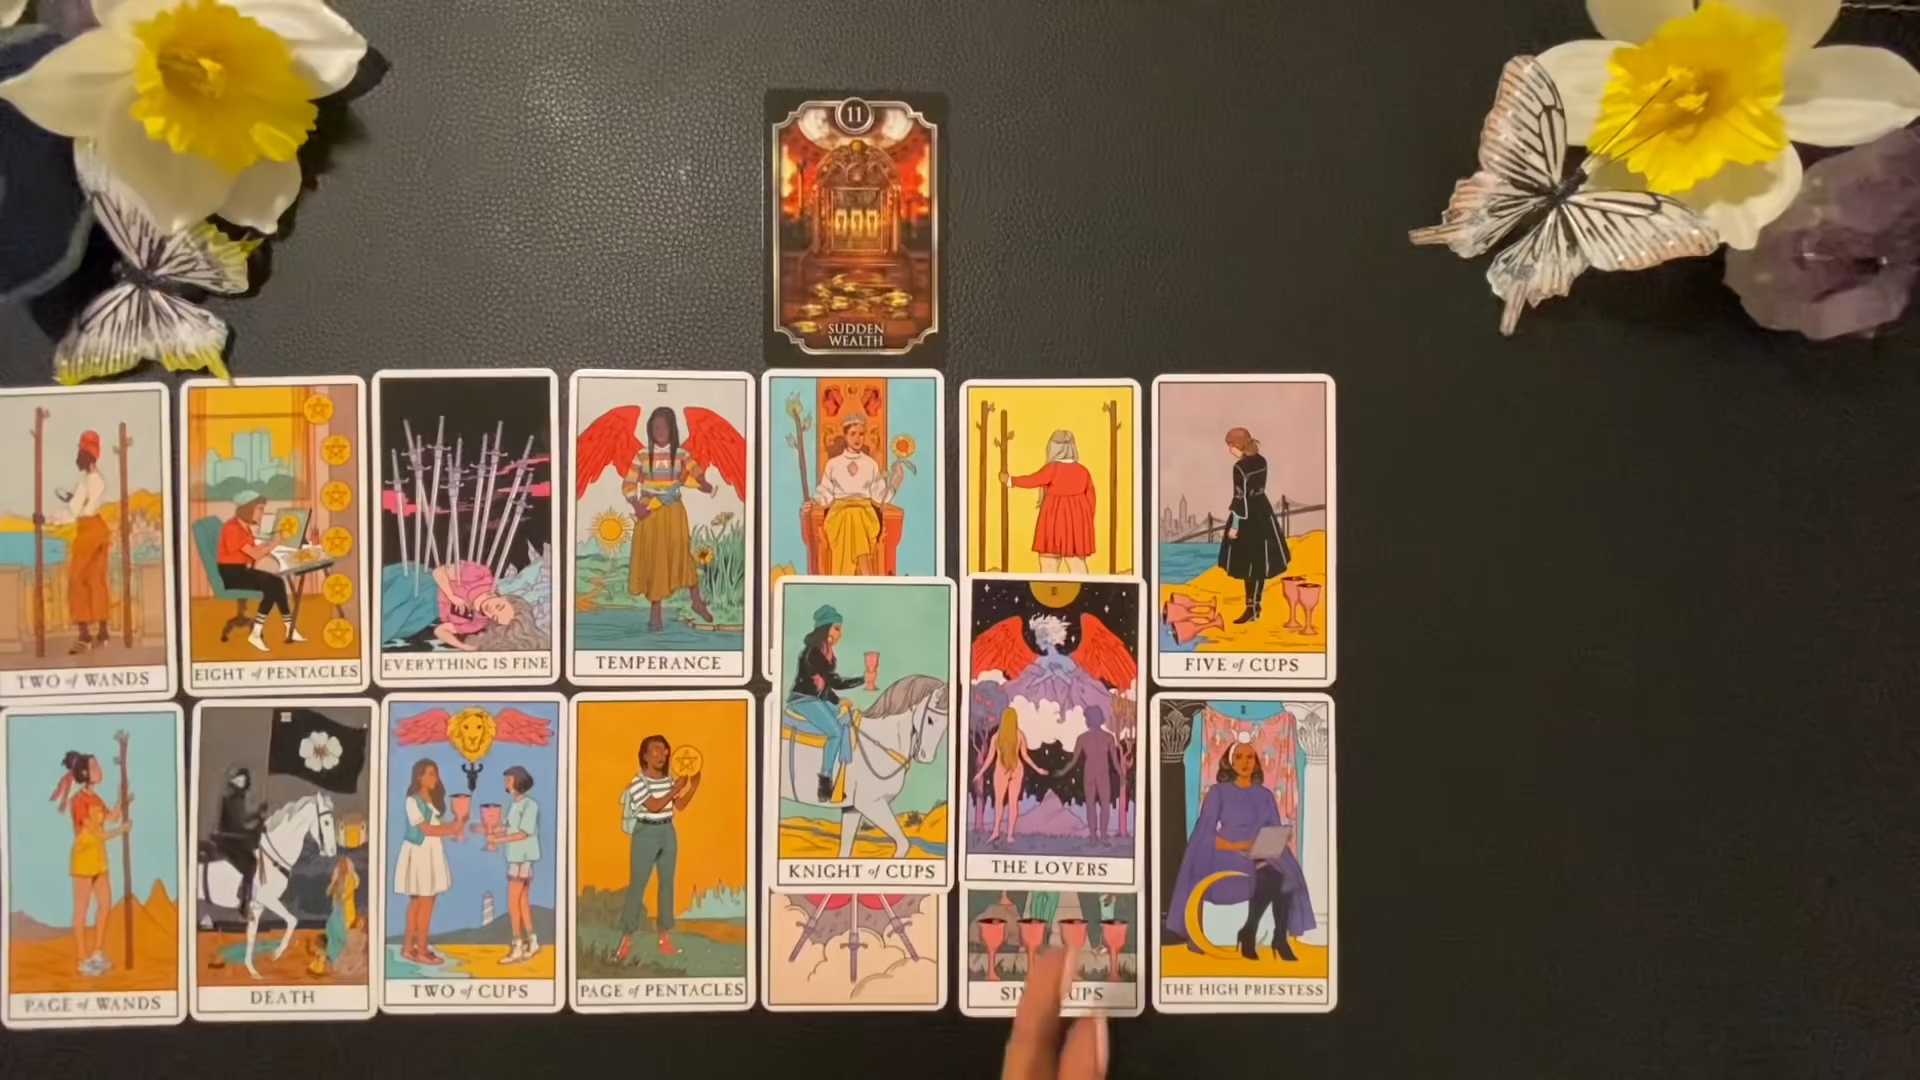 11
SUDDEN
WEALTH
TWO of WANDS
EIGHT of PENTACLES
EVERYTHING IS FINE
TEMPERANCE
FIVE of CUPS
KNIGHT of CUPS
THE LOVERS
PAGE of WANDS
DEATH
TWO of CUPS
PAGE of PENTACLES
THE HIGH PRIESTESS